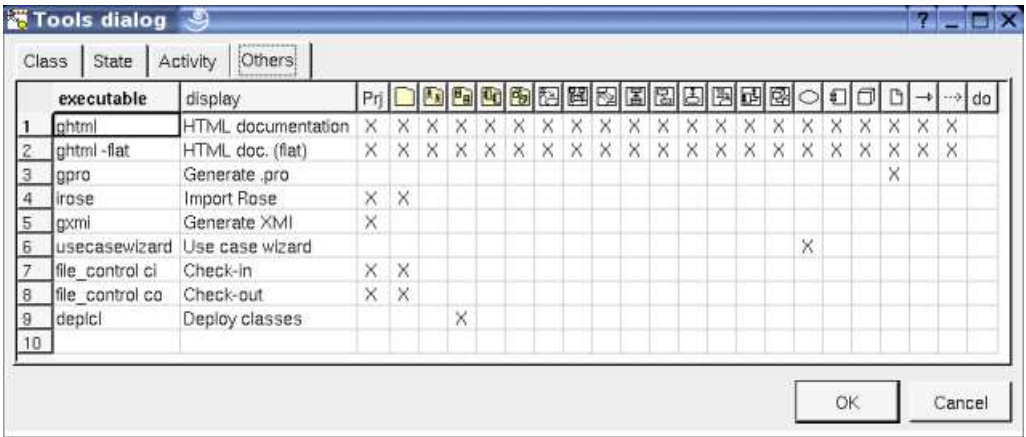 Tools dialog ? _ X
Class State Activity Others
executable display Prj do
1 ghtml HTML documentation X X X X X X X X X X X X X X X X X X X X X
2 ghtml -flat HTML doc. (flat) X X X X X X X X X X X X X X X X X X X X X
3 gpro Generate .pro X
4 irose Import Rose X X
5 gxmi Generate XMI X
6 usecasewizard Use case wizard X
7 file_control ci Check-in X X
8 file_control co Check-out X X
9 deplcl Deploy classes X
10
OK Cancel